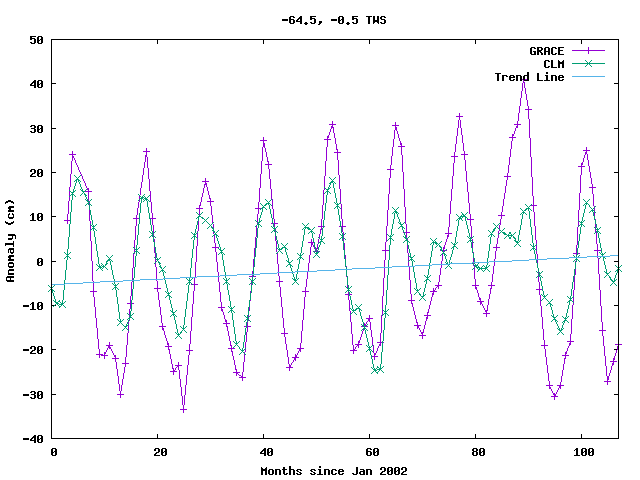 -64.5, -0.5 TWS
GRACE
CLM
Trend Line
50
40
30
20
10
0
-10
-20
-30
-40
Anomaly (cm)
0 20 40 60 80 100
Months since Jan 2002